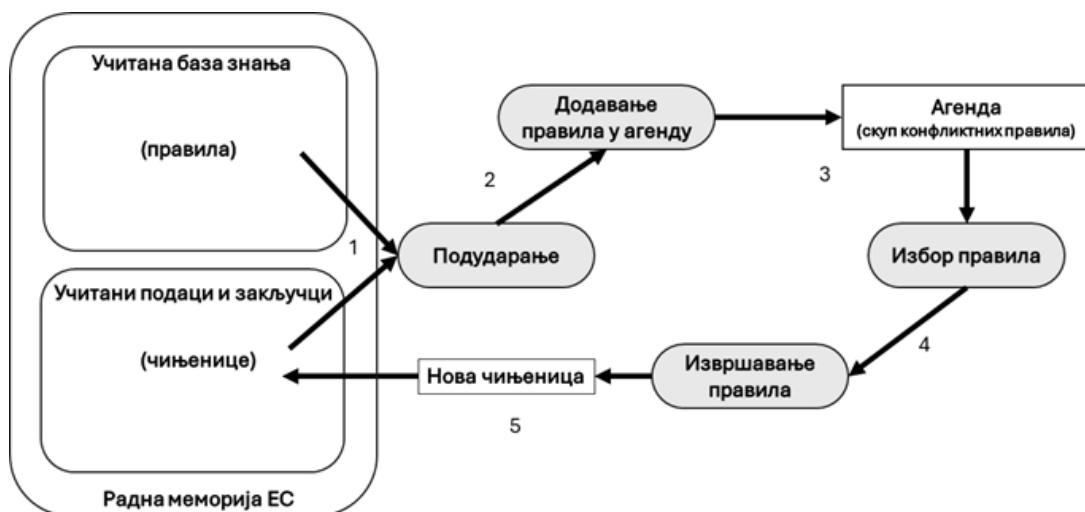 Учитана база знања
(правила)
Учитани подаци и закључци
(чињенице)
Радна меморија ЕС
1
Подударање
2
Додавање
правила у агенду
3
Агенда
(скуп конфликтних правила)
Избор правила
4
Извршавање
правила
5
Нова чињеница